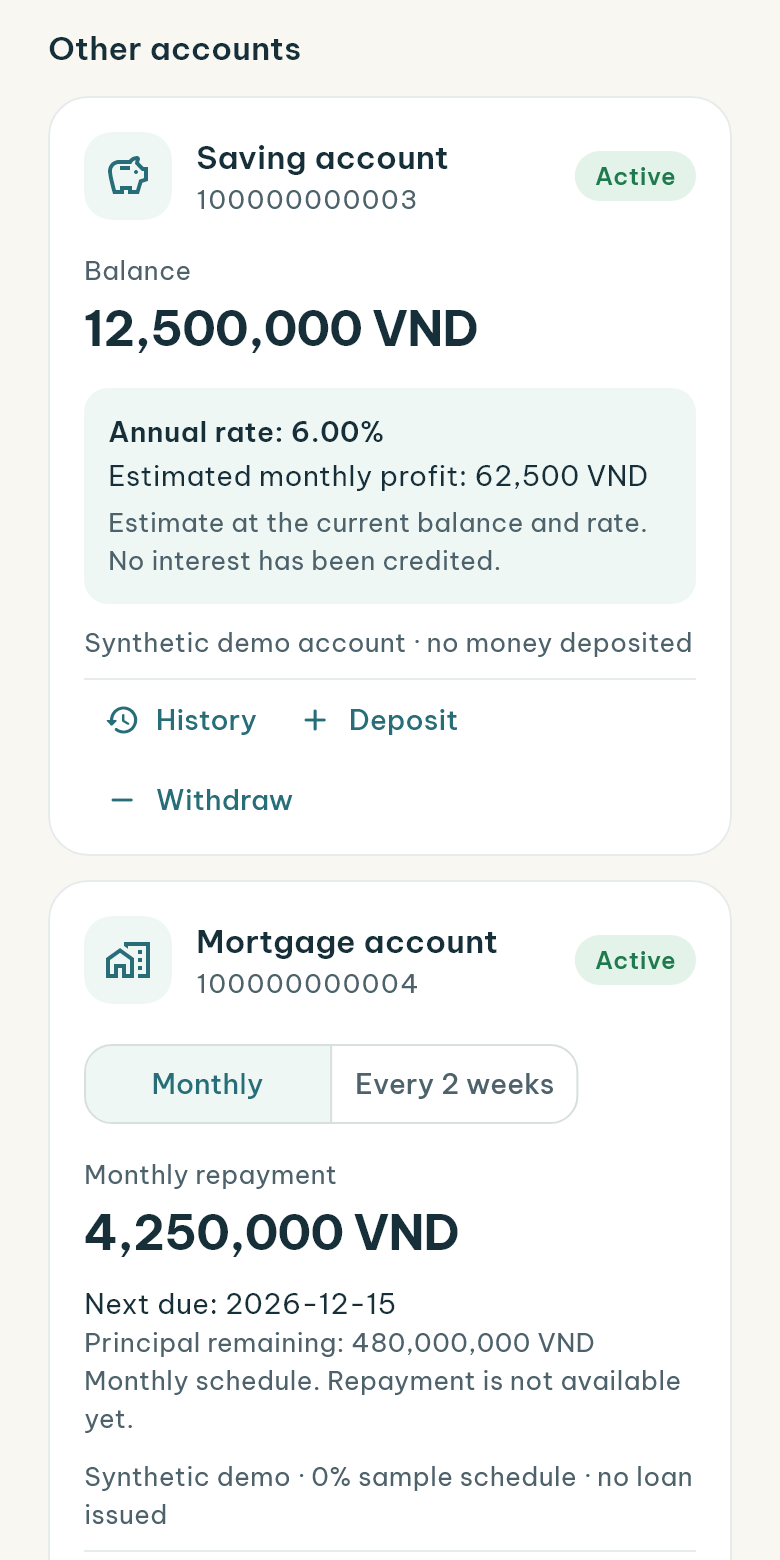 Other accounts
Saving account
100000000003
Active
Balance
12,500,000 VND
Annual rate: 6.00%
Estimated monthly profit: 62,500 VND
Estimate at the current balance and rate.
No interest has been credited.
Synthetic demo account · no money deposited
History
Deposit
Withdraw
Mortgage account
100000000004
Active
Monthly
Every 2 weeks
Monthly repayment
4,250,000 VND
Next due: 2026-12-15
Principal remaining: 480,000,000 VND
Monthly schedule. Repayment is not available
yet.
Synthetic demo · 0% sample schedule · no loan
issued